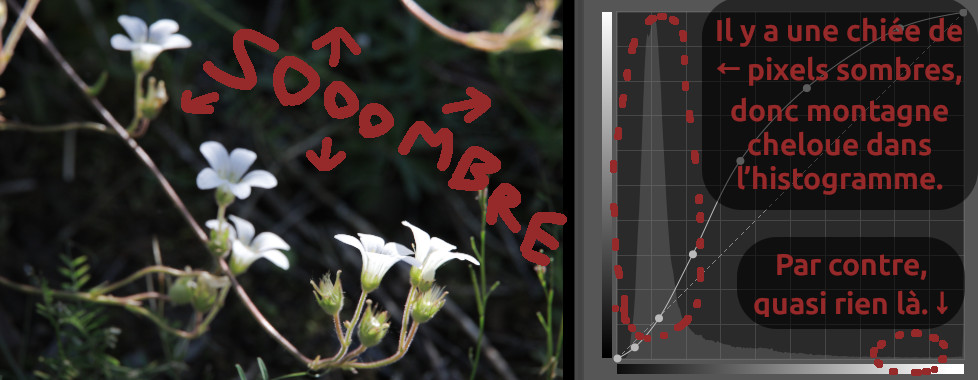 SOooMBRE
Il y a une chiée de
← pixels sombres,
donc montagne
cheloue dans
l’histogramme.
Par contre,
quasi rien là.↓